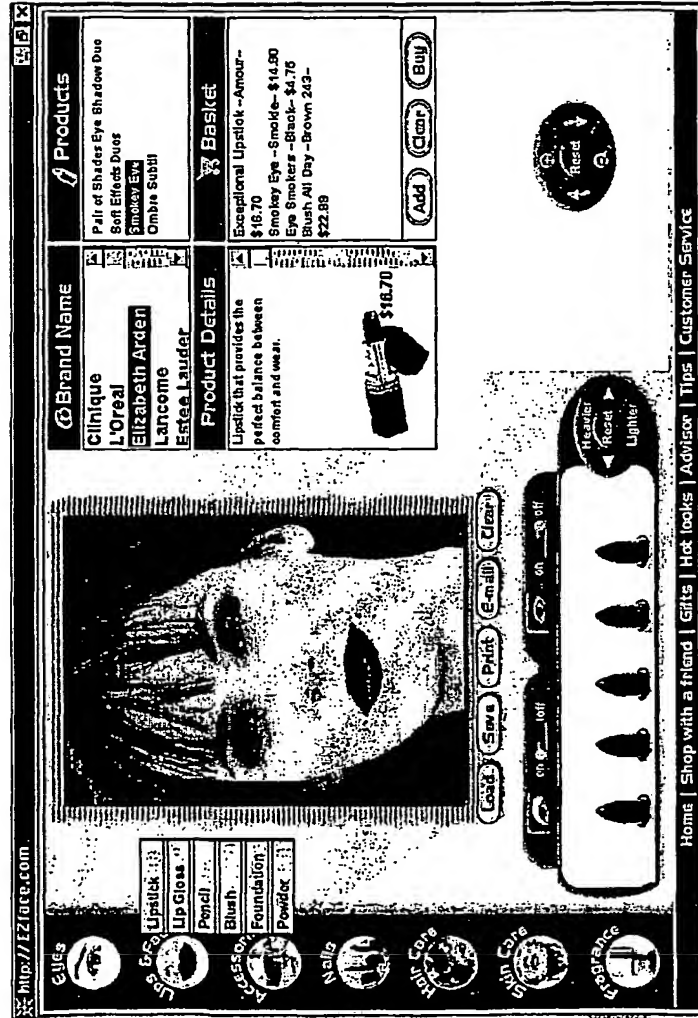 http://EZface.com
Eyes
Lips & Fa
Accessor
Nails
Hair Care
Skin Care
Fragrance
Lipstick
Lip Gloss
Pencil
Blush
Foundation
Powder
Load
Save
Print
E-mail
Clear
on
off
on
off
Heavier
Reset
Lighter
Brand Name
Clinique
L'Oreal
Elizabeth Arden
Lancome
Estee Lauder
Products
Pair of Shades Eye Shadow Duo
Soft Effects Duos
Smokey Eye
Ombre Subtil
Product Details
Lipstick that provides the
perfect balance between
comfort and wear.
$16.70
Basket
Exceptional Lipstick –Amour–
$16.70
Smokey Eye –Smokie– $14.90
Eye Smokers –Black– $4.75
Blush All Day –Brown 243–
$22.89
Add
Clear
Buy
Reset
Home | Shop with a friend | Gifts | Hot looks | Advisor | Tips | Customer Service